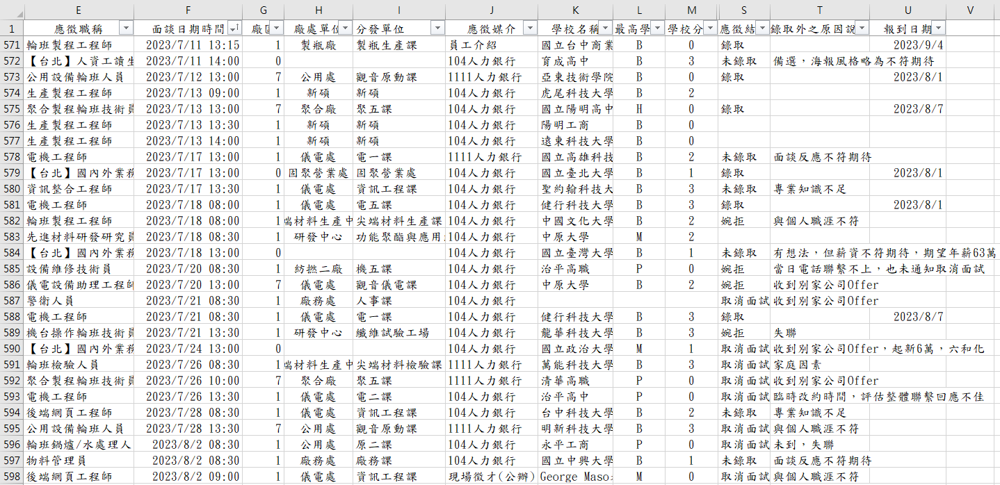 E F G H I J K L M S T U V
1 應徵職稱 面談日期時間 廠區 廠處單位 分發單位 應徵媒介 學校名稱 最高學 學校分 應徵結 錄取外之原因說 報到日期
571 輪班製程工程師 2023/7/11 13:15 1 製瓶廠 製瓶生產課 員工介紹 國立台中商業 B 0 錄取 2023/9/4
572 【台北】人資工讀生 2023/7/11 14:00 0 104人力銀行 育成高中 B 3 未錄取 備選，海報風格略為不符期待
573 公用設備輪班人員 2023/7/12 13:00 7 公用處 觀音原動課 1111人力銀行 亞東技術學院 B 0 錄取 2023/8/1
574 生產製程工程師 2023/7/13 09:00 1 新碩 新碩 104人力銀行 虎尾科技大學 B 2
575 聚合製程輪班技術員 2023/7/13 13:00 7 聚合廠 聚五課 104人力銀行 國立陽明高中 H 0 錄取 2023/8/7
576 生產製程工程師 2023/7/13 13:30 1 新碩 新碩 104人力銀行 陽明工商 B 0
577 生產製程工程師 2023/7/13 14:00 1 新碩 新碩 104人力銀行 遠東科技大學 B 0
578 電機工程師 2023/7/17 13:00 1 儀電處 電一課 1111人力銀行 國立高雄科技 B 2 未錄取 面談反應不符期待
579 【台北】國內外業務 2023/7/17 13:00 0 固聚營業處 固聚營業處 104人力銀行 國立臺北大學 B 1 錄取 2023/8/1
580 資訊整合工程師 2023/7/17 13:30 1 儀電處 資訊工程課 104人力銀行 聖約翰科技大 B 3 未錄取 專業知識不足
581 電機工程師 2023/7/18 08:00 1 儀電處 電五課 104人力銀行 健行科技大學 B 3 錄取 2023/8/1
582 輪班製程工程師 2023/7/18 08:00 1 端材料生產中 尖端材料生產課 104人力銀行 中國文化大學 B 2 婉拒 與個人職涯不符
583 先進材料研發研究員 2023/7/18 08:30 1 研發中心 功能聚酯與應用 104人力銀行 中原大學 M 2
584 【台北】國內外業務 2023/7/18 13:00 0 104人力銀行 國立臺灣大學 B 1 未錄取 有想法，但薪資不符期待，期望年薪63萬
585 設備維修技術員 2023/7/20 08:30 1 紡撚二廠 機五課 104人力銀行 治平高職 P 0 婉拒 當日電話聯繫不上，也未通知取消面試
586 儀電設備助理工程師 2023/7/20 13:00 7 儀電處 觀音儀電課 104人力銀行 中原大學 B 2 婉拒 收到別家公司Offer
587 警衛人員 2023/7/21 08:30 1 廠務處 人事課 104人力銀行 取消面試 收到別家公司Offer
588 電機工程師 2023/7/21 08:30 1 儀電處 電一課 104人力銀行 健行科技大學 B 3 錄取 2023/8/7
589 機台操作輪班技術員 2023/7/21 13:30 1 研發中心 纖維試驗工場 104人力銀行 龍華科技大學 B 3 婉拒 失聯
590 【台北】國內外業務 2023/7/24 13:00 0 104人力銀行 國立政治大學 M 1 取消面試 收到別家公司Offer，起新6萬，六和化
591 輪班檢驗人員 2023/7/26 08:30 1 端材料生產中 尖端材料檢驗課 1111人力銀行 萬能科技大學 B 3 取消面試 家庭因素
592 聚合製程輪班技術員 2023/7/26 10:00 7 聚合廠 聚五課 1111人力銀行 清華高職 P 0 取消面試 收到別家公司Offer
593 電機工程師 2023/7/26 13:30 1 儀電處 電二課 104人力銀行 治平高中 P 0 取消面試 臨時改約時間，評估整體聯繫回應不佳
594 後端網頁工程師 2023/7/28 08:30 1 儀電處 資訊工程課 104人力銀行 台中科技大學 B 2 未錄取 專業知識不足
595 公用設備輪班人員 2023/7/28 13:30 7 公用處 觀音原動課 1111人力銀行 明新科技大學 B 3 取消面試 與個人職涯不符
596 輪班鍋爐/水處理人 2023/8/2 08:30 1 公用處 原二課 104人力銀行 永平工商 P 0 取消面試 未到，失聯
597 物料管理員 2023/8/2 08:30 1 廠務處 廠務課 104人力銀行 國立中興大學 B 1 未錄取 面談反應不符期待
598 後端網頁工程師 2023/8/2 09:00 1 儀電處 資訊工程課 現場徵才(公辦) George Maso M 0 取消面試 與個人職涯不符